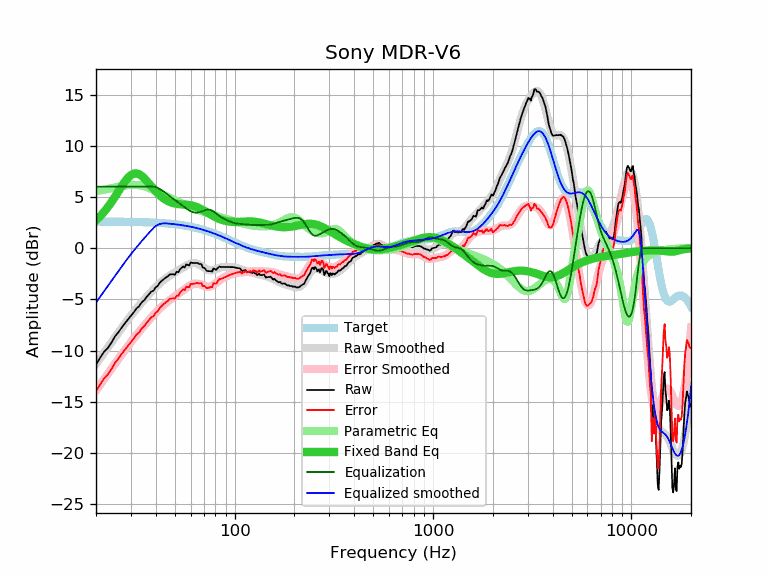 Sony MDR-V6
15
10
5
0
−5
−10
−15
−20
−25
Amplitude (dBr)
Target
Raw Smoothed
Error Smoothed
Raw
Error
Parametric Eq
Fixed Band Eq
Equalization
Equalized smoothed
100
1000
10000
Frequency (Hz)